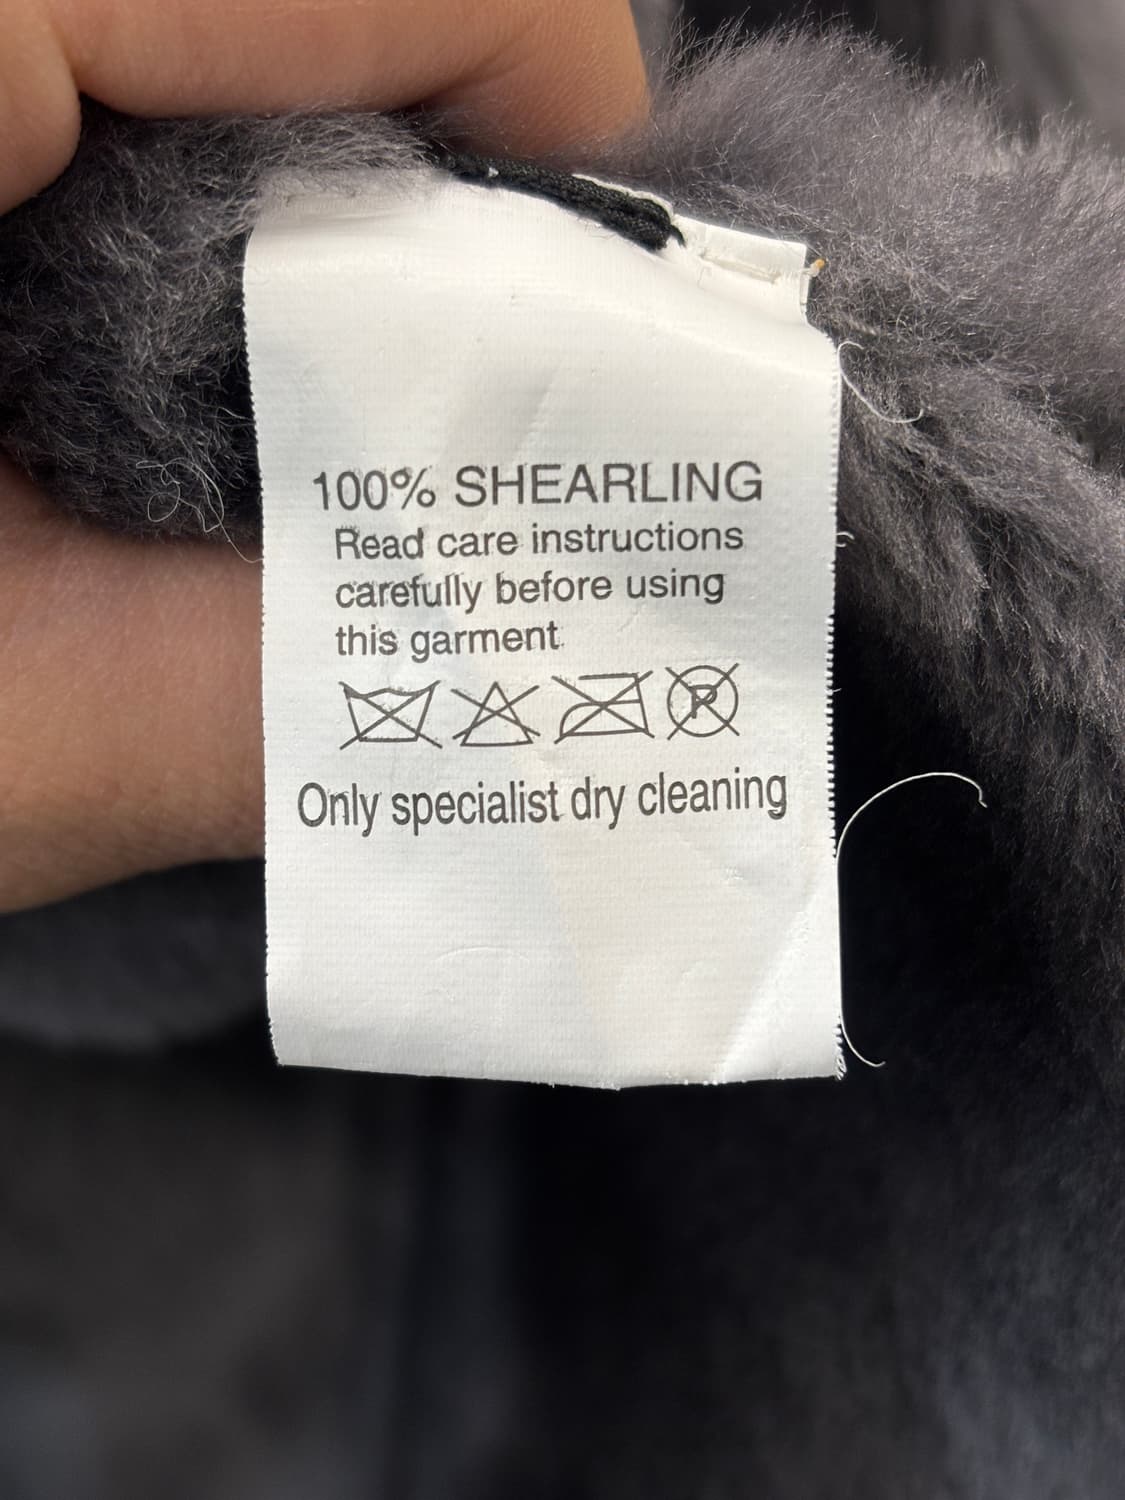 100% SHEARLING
Read care instructions
carefully before using
this garment.
P
Only specialist dry cleaning